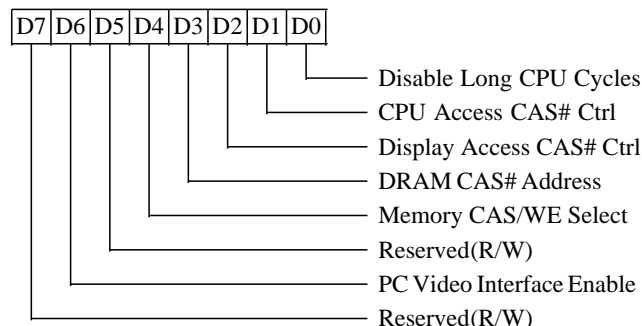 D7 D6 D5 D4 D3 D2 D1 D0
Disable Long CPU Cycles
CPU Access CAS# Ctrl
Display Access CAS# Ctrl
DRAM CAS# Address
Memory CAS/WE Select
Reserved(R/W)
PC Video Interface Enable
Reserved(R/W)